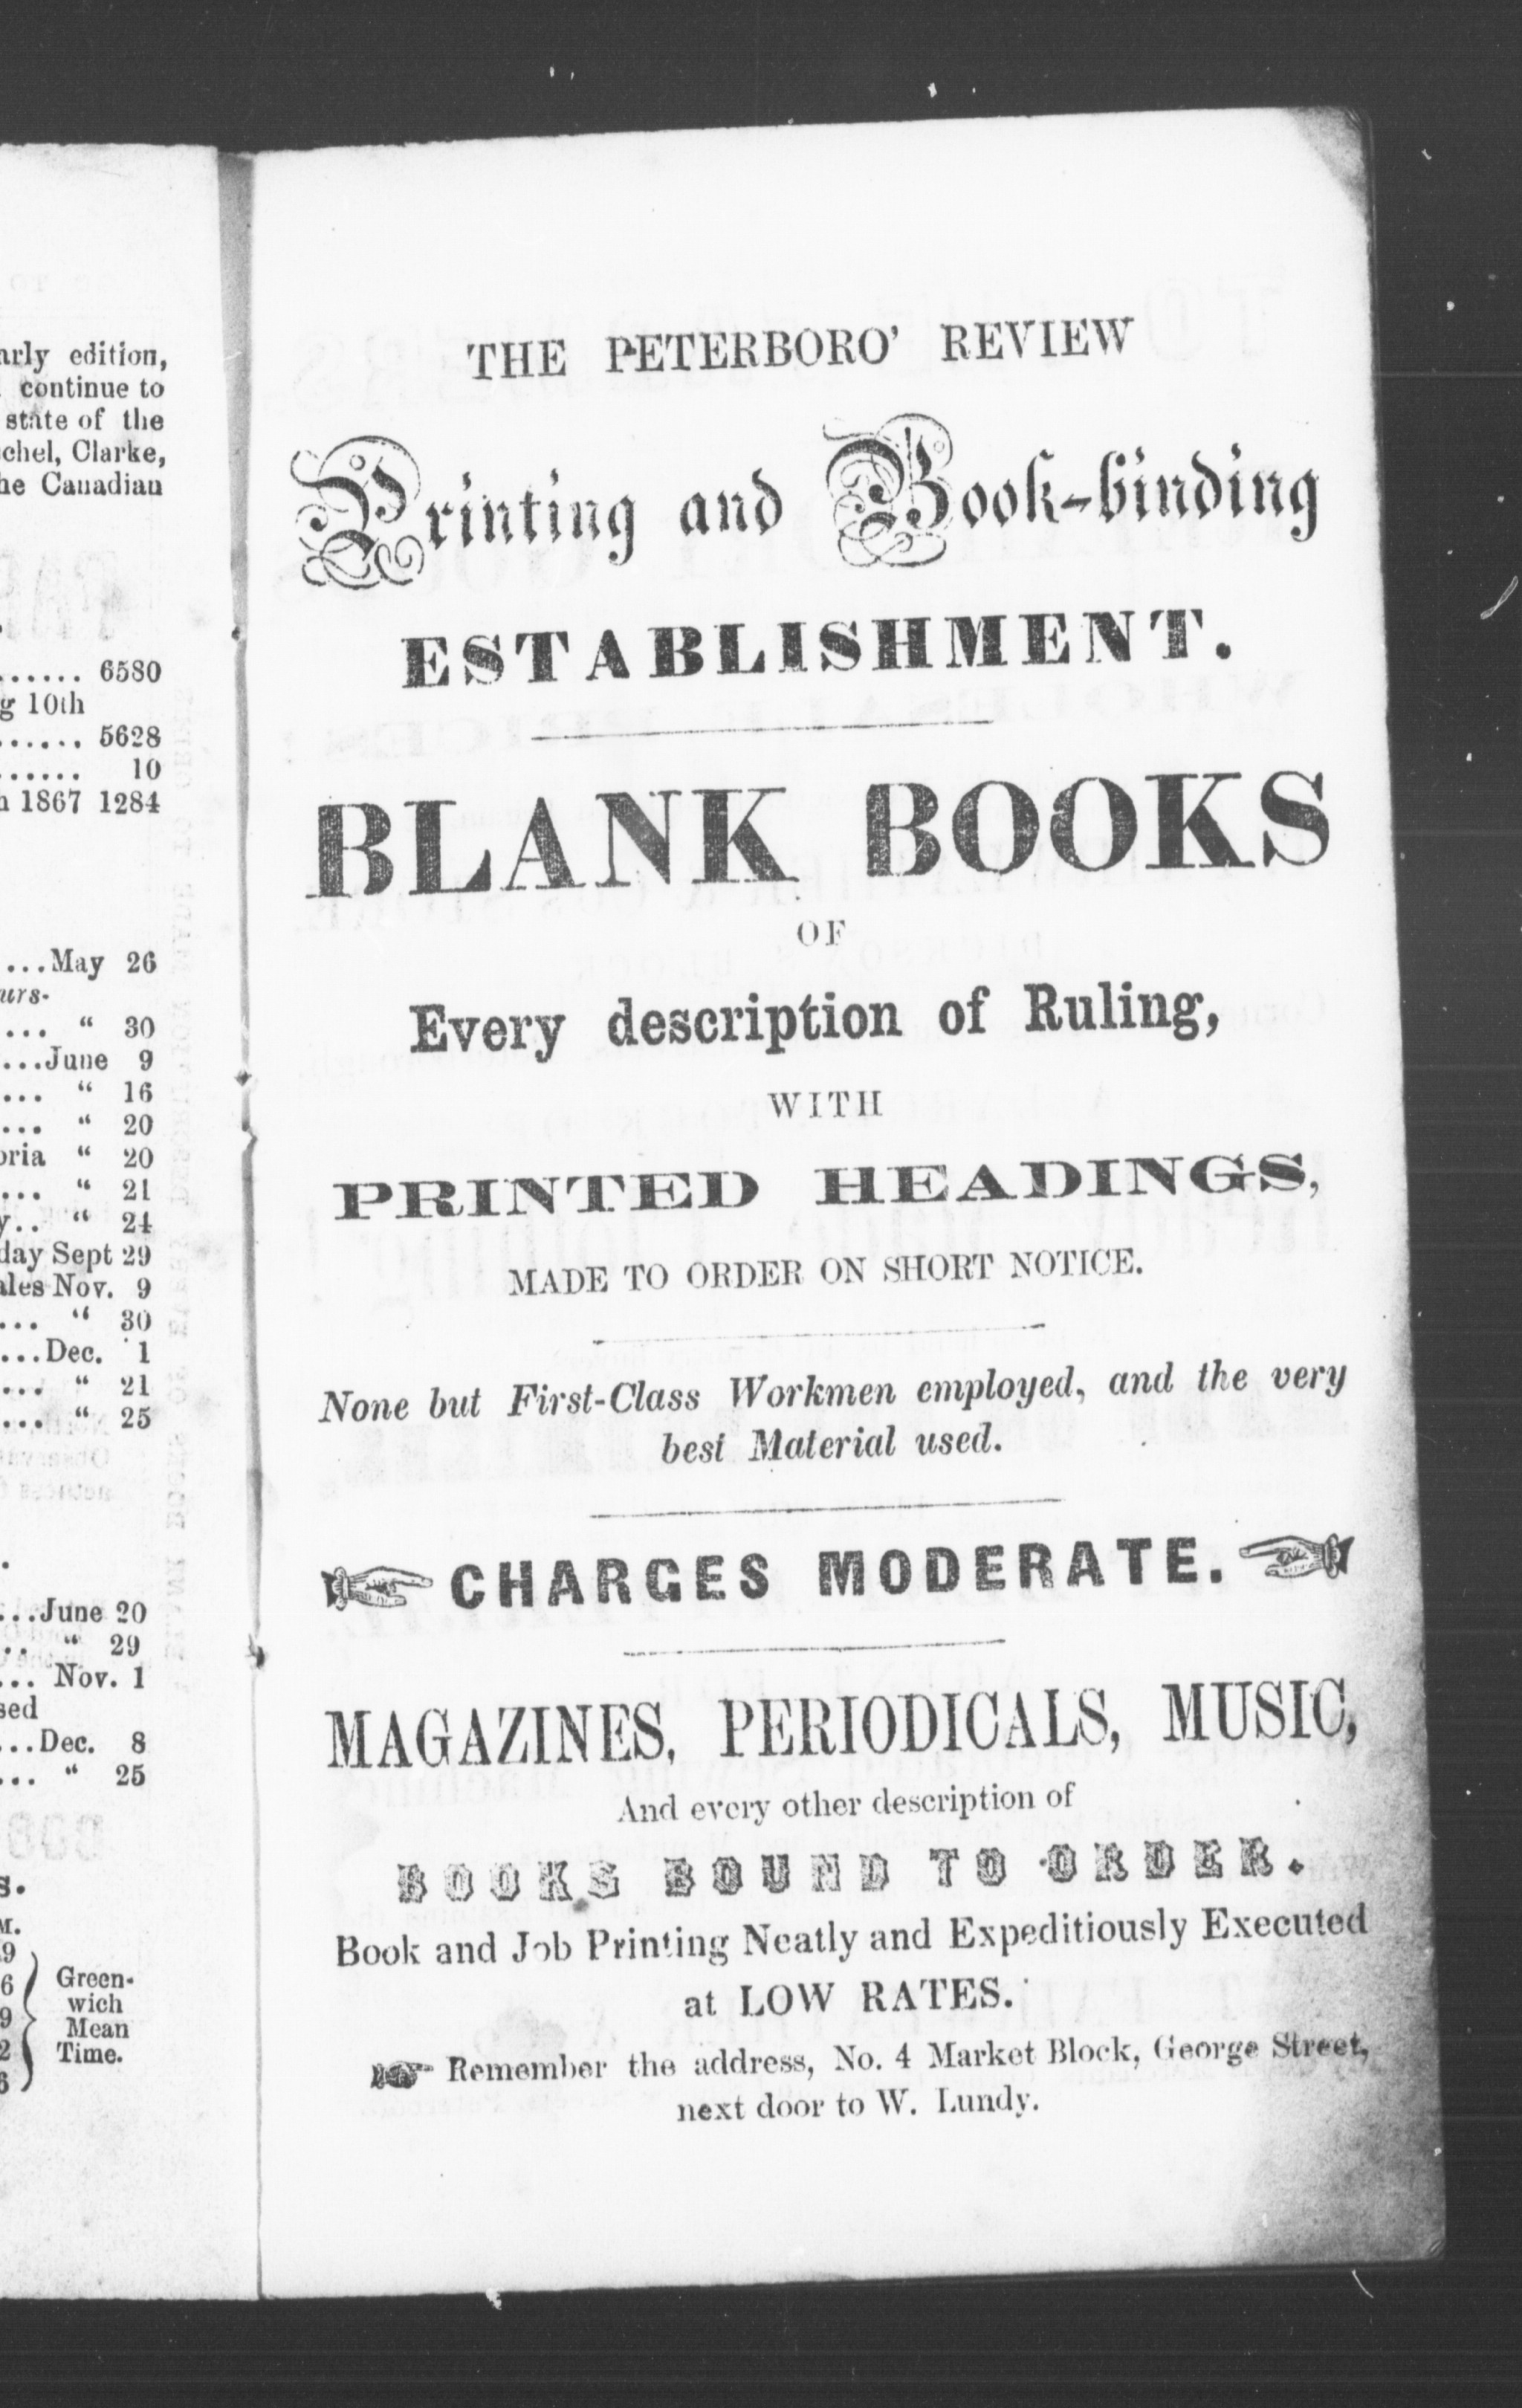 arly edition,
continue to
state of the
chel, Clarke,
he Canadian
...... 6580
g 10th
...... 5628
...... 10
1867 1284
...May 26
urs-
... “ 30
...June 9
... “ 16
... “ 20
oria “ 20
... “ 21
y.. “ 24
day Sept 29
ales Nov. 9
... “ 30
...Dec. 1
... “ 21
... “ 25
...June 20
.. “ 29
... Nov. 1
sed
...Dec. 8
... “ 25
s.
M.
9
6 Green-
9 wich
Mean
2 Time.
6
THE PETERBORO’ REVIEW
Printing and Book-binding
ESTABLISHMENT.
BLANK BOOKS
OF
Every description of Ruling,
WITH
PRINTED HEADINGS,
MADE TO ORDER ON SHORT NOTICE.
None but First-Class Workmen employed, and the very
best Material used.
☞ CHARGES MODERATE. ☜
MAGAZINES, PERIODICALS, MUSIC,
And every other description of
BOOKS BOUND TO ORDER.
Book and Job Printing Neatly and Expeditiously Executed
at LOW RATES.
☞ Remember the address, No. 4 Market Block, George Street,
next door to W. Lundy.